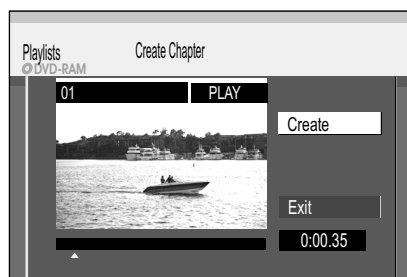 Playlists Create Chapter
DVD-RAM
01 PLAY
Create
Exit
0:00.35